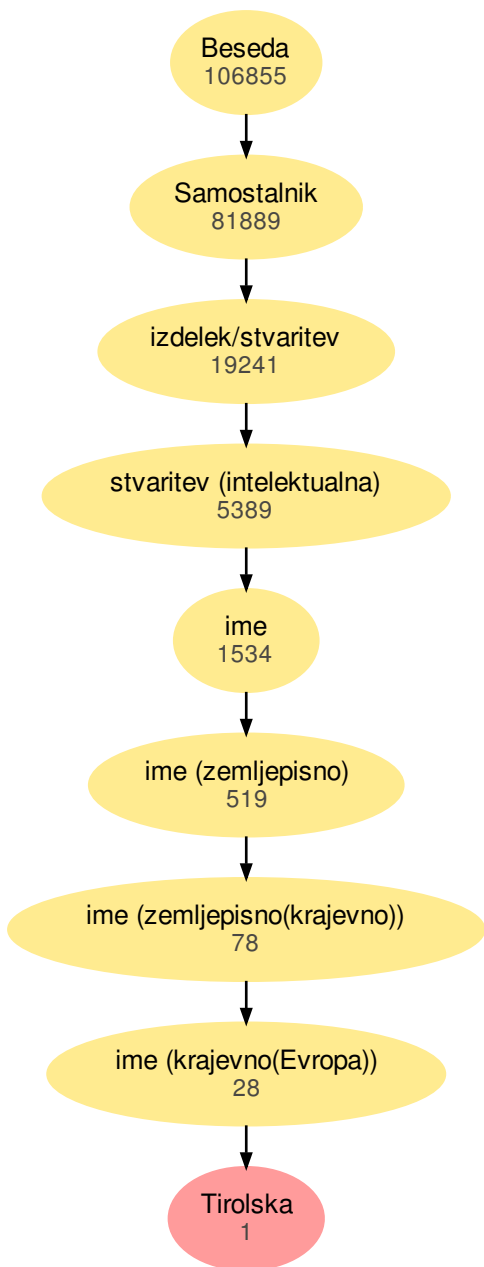 Beseda
106855
Samostalnik
81889
izdelek/stvaritev
19241
stvaritev (intelektualna)
5389
ime
1534
ime (zemljepisno)
519
ime (zemljepisno(krajevno))
78
ime (krajevno(Evropa))
28
Tirolska
1